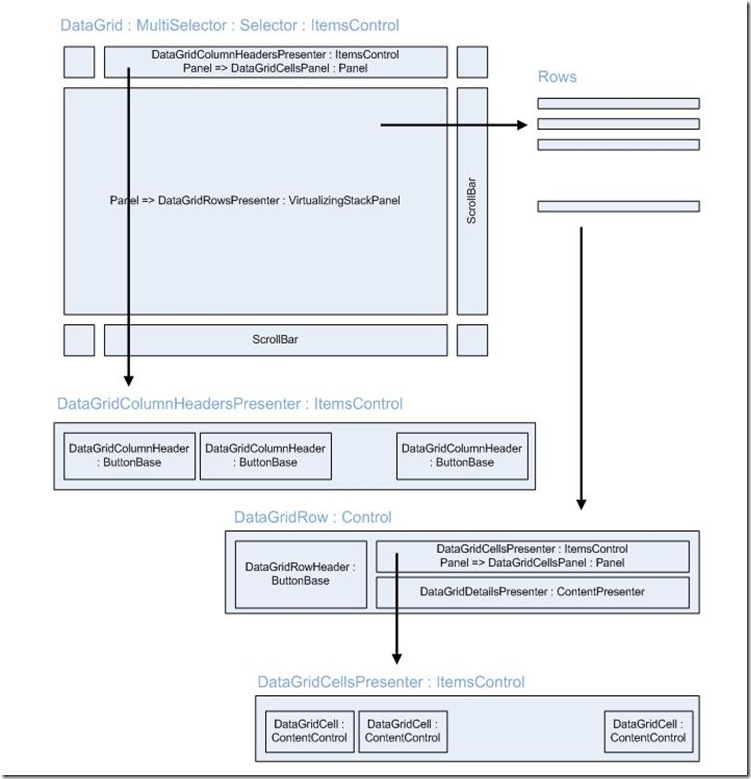 DataGrid : MultiSelector : Selector : ItemsControl
DataGridColumnHeadersPresenter : ItemsControl
Panel => DataGridCellsPanel : Panel
Rows
Panel => DataGridRowsPresenter : VirtualizingStackPanel
ScrollBar
ScrollBar
DataGridColumnHeadersPresenter : ItemsControl
DataGridColumnHeader
: ButtonBase
DataGridColumnHeader
: ButtonBase
DataGridColumnHeader
: ButtonBase
DataGridRow : Control
DataGridRowHeader :
ButtonBase
DataGridCellsPresenter : ItemsControl
Panel => DataGridCellsPanel : Panel
DataGridDetailsPresenter : ContentPresenter
DataGridCellsPresenter : ItemsControl
DataGridCell :
ContentControl
DataGridCell :
ContentControl
DataGridCell :
ContentControl